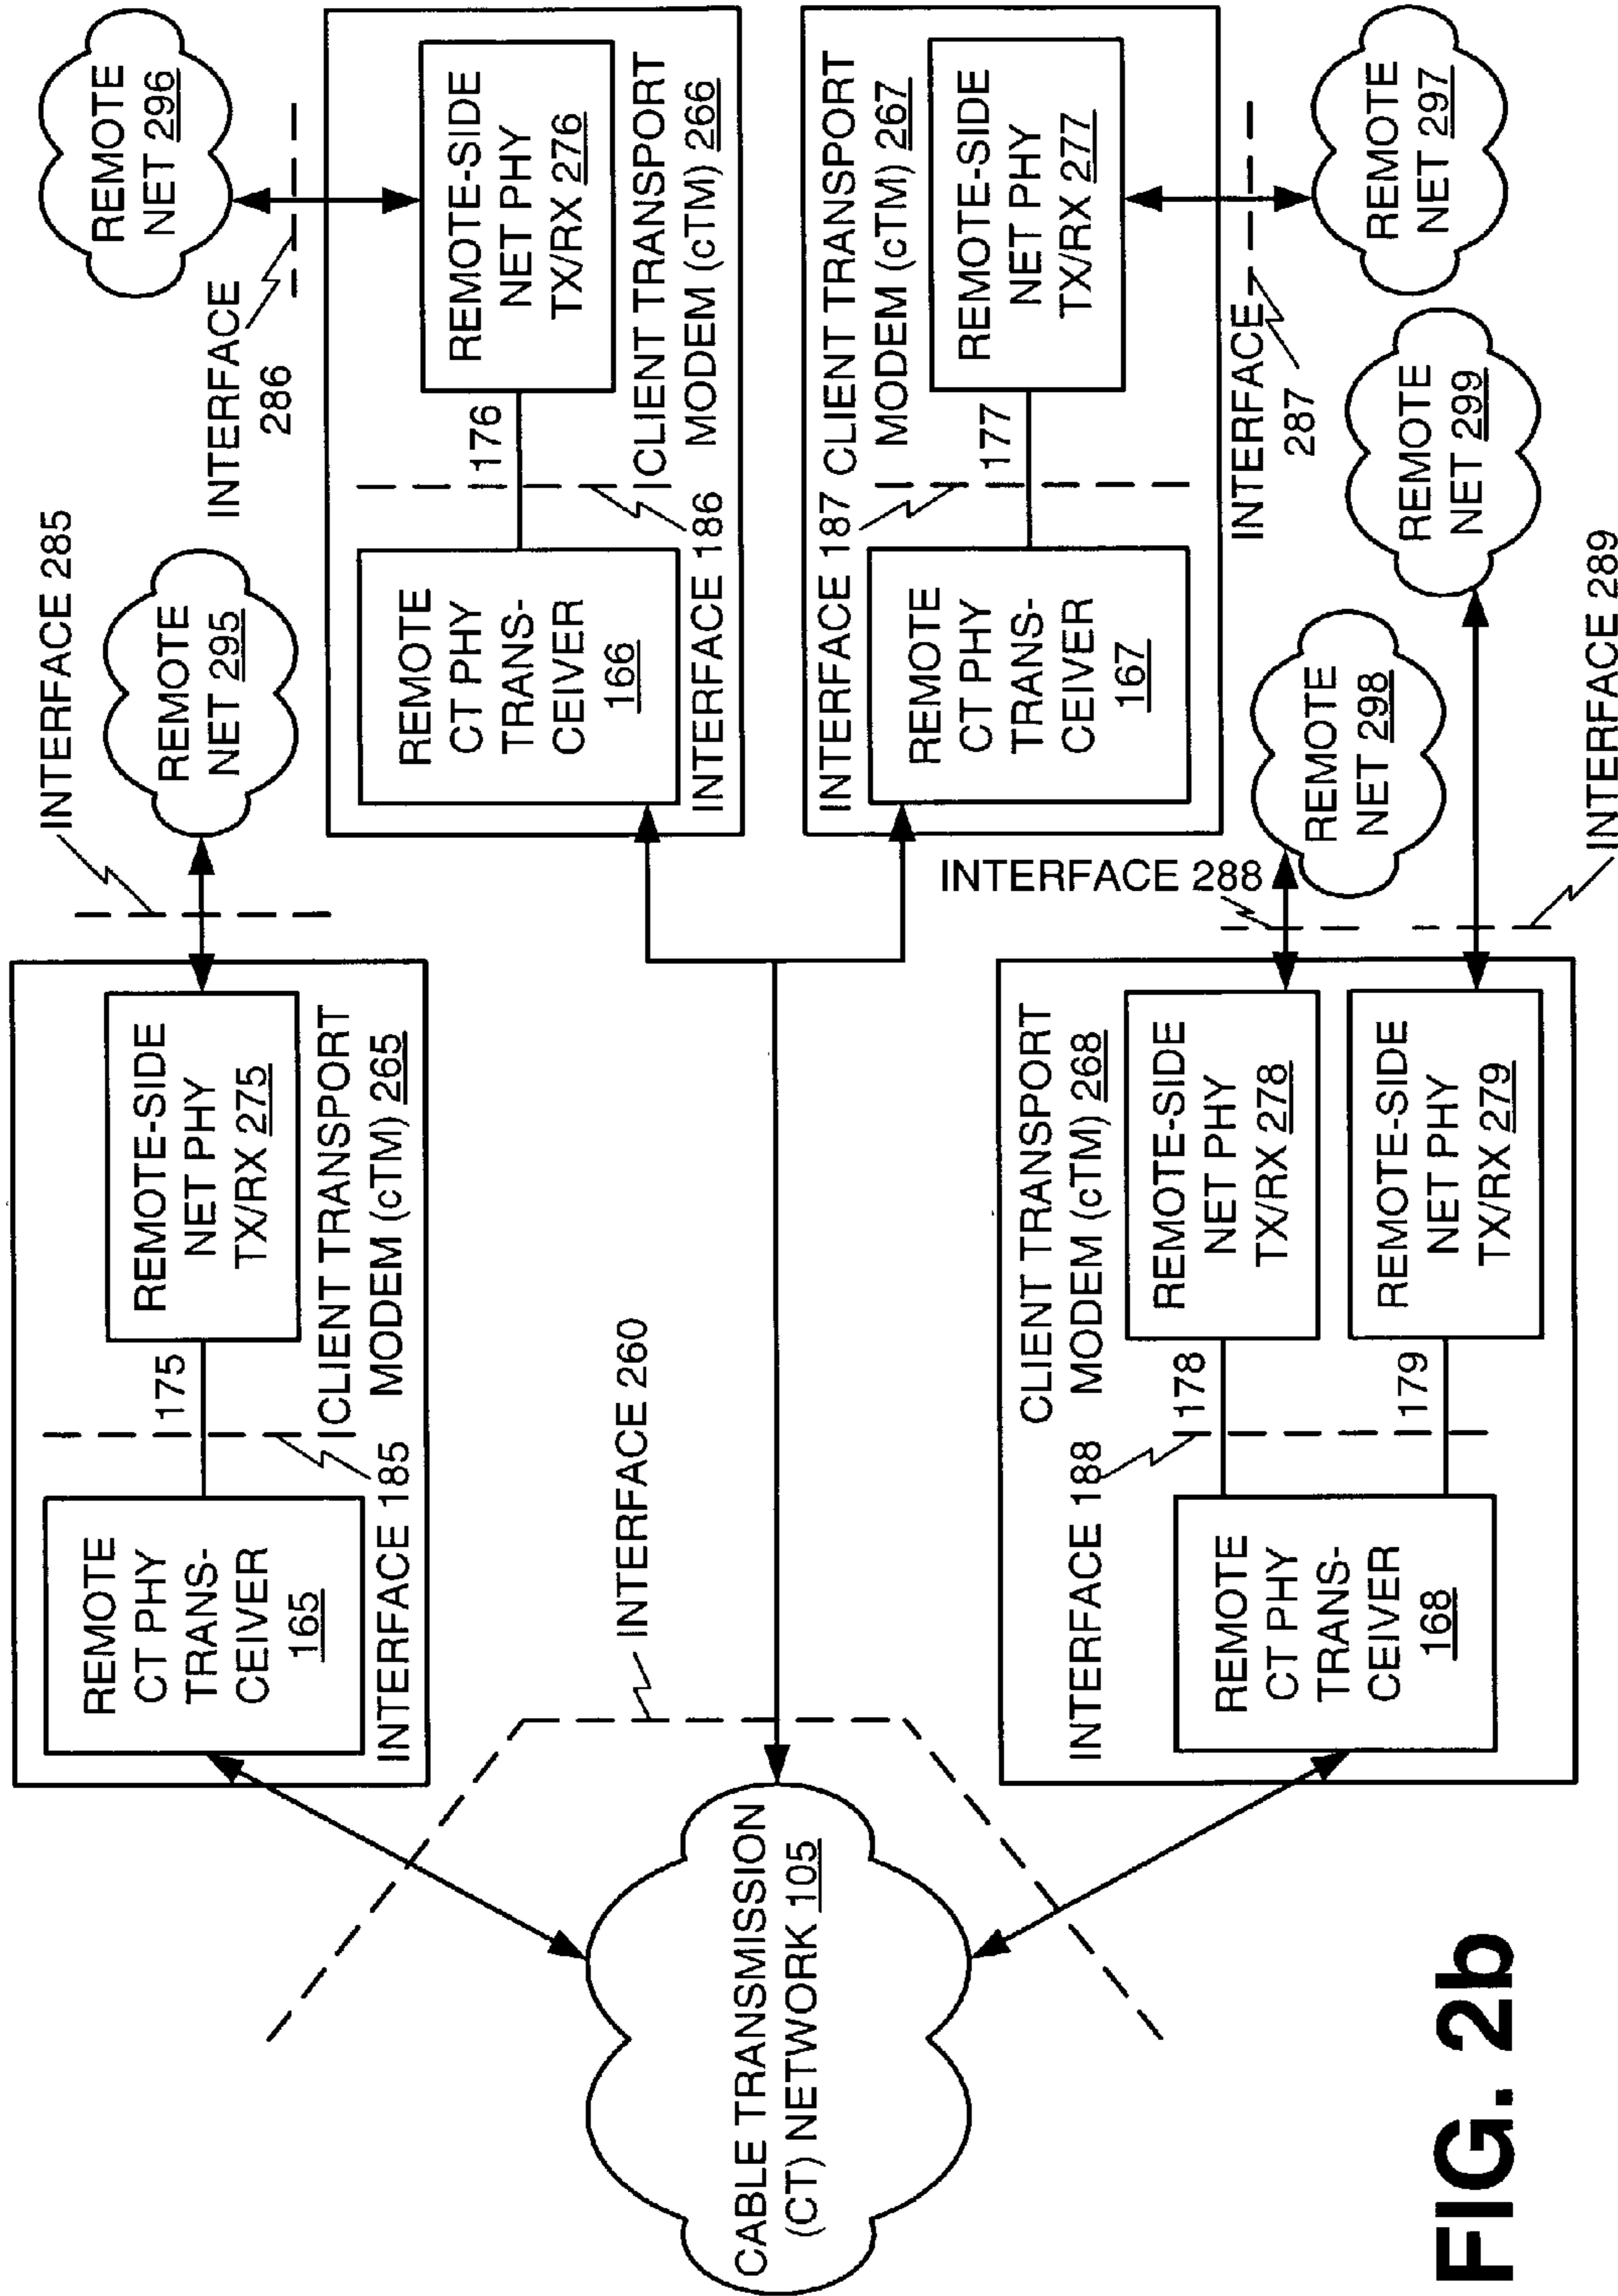 INTERFACE 285
REMOTE
NET 295
REMOTE-SIDE
NET PHY
TX/RX 275
175
REMOTE
CT PHY
TRANS-
CEIVER
165
CLIENT TRANSPORT
MODEM (cTM) 265
INTERFACE 185
REMOTE
NET 296
INTERFACE
286
REMOTE-SIDE
NET PHY
TX/RX 276
176
REMOTE
CT PHY
TRANS-
CEIVER
166
CLIENT TRANSPORT
MODEM (cTM) 266
INTERFACE 186
INTERFACE 260
CABLE TRANSMISSION
(CT) NETWORK 105
INTERFACE 187
CLIENT TRANSPORT
MODEM (cTM) 267
REMOTE-SIDE
NET PHY
TX/RX 277
177
REMOTE
CT PHY
TRANS-
CEIVER
167
INTERFACE
287
REMOTE
NET 297
INTERFACE 288
CLIENT TRANSPORT
MODEM (cTM) 268
INTERFACE 188
178
REMOTE-SIDE
NET PHY
TX/RX 278
REMOTE
NET 298
REMOTE
CT PHY
TRANS-
CEIVER
168
179
REMOTE-SIDE
NET PHY
TX/RX 279
REMOTE
NET 299
INTERFACE 289
FIG. 2b